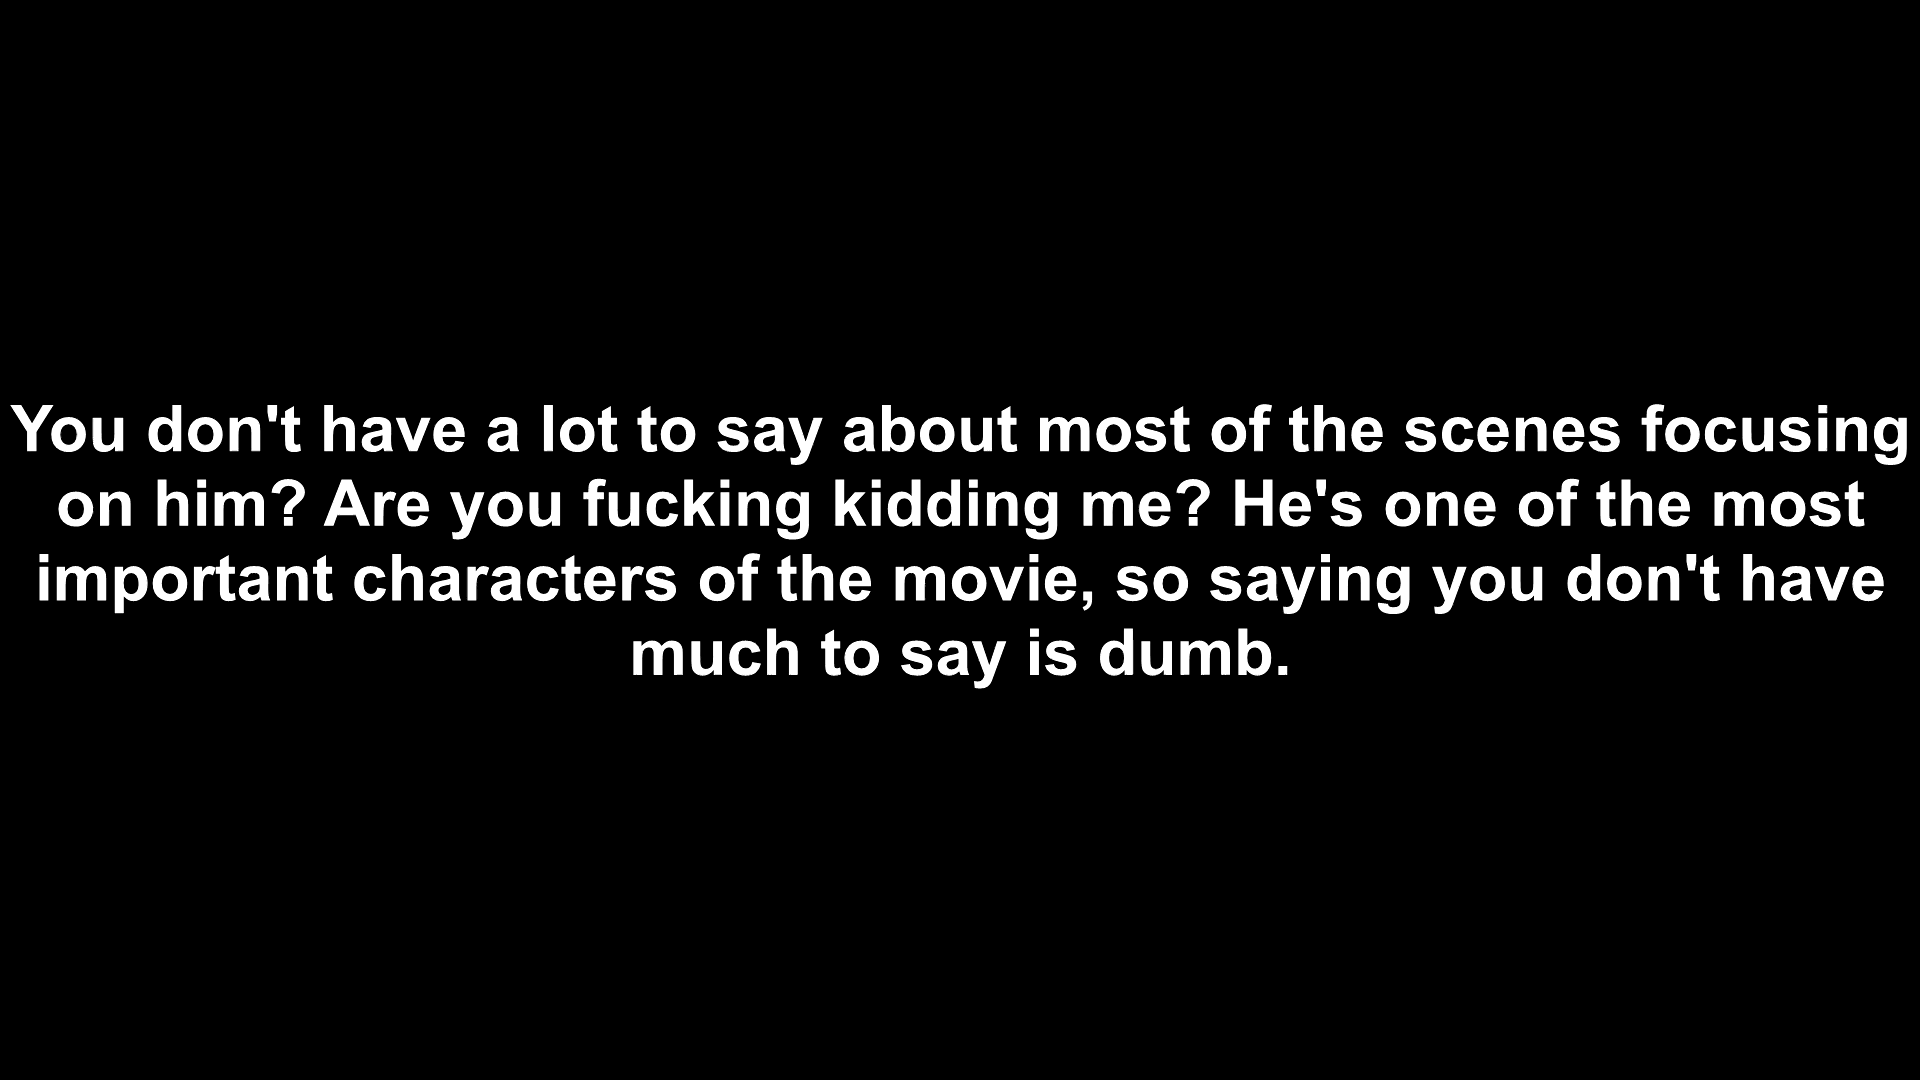 You don't have a lot to say about most of the scenes focusing
on him? Are you fucking kidding me? He's one of the most
important characters of the movie, so saying you don't have
much to say is dumb.